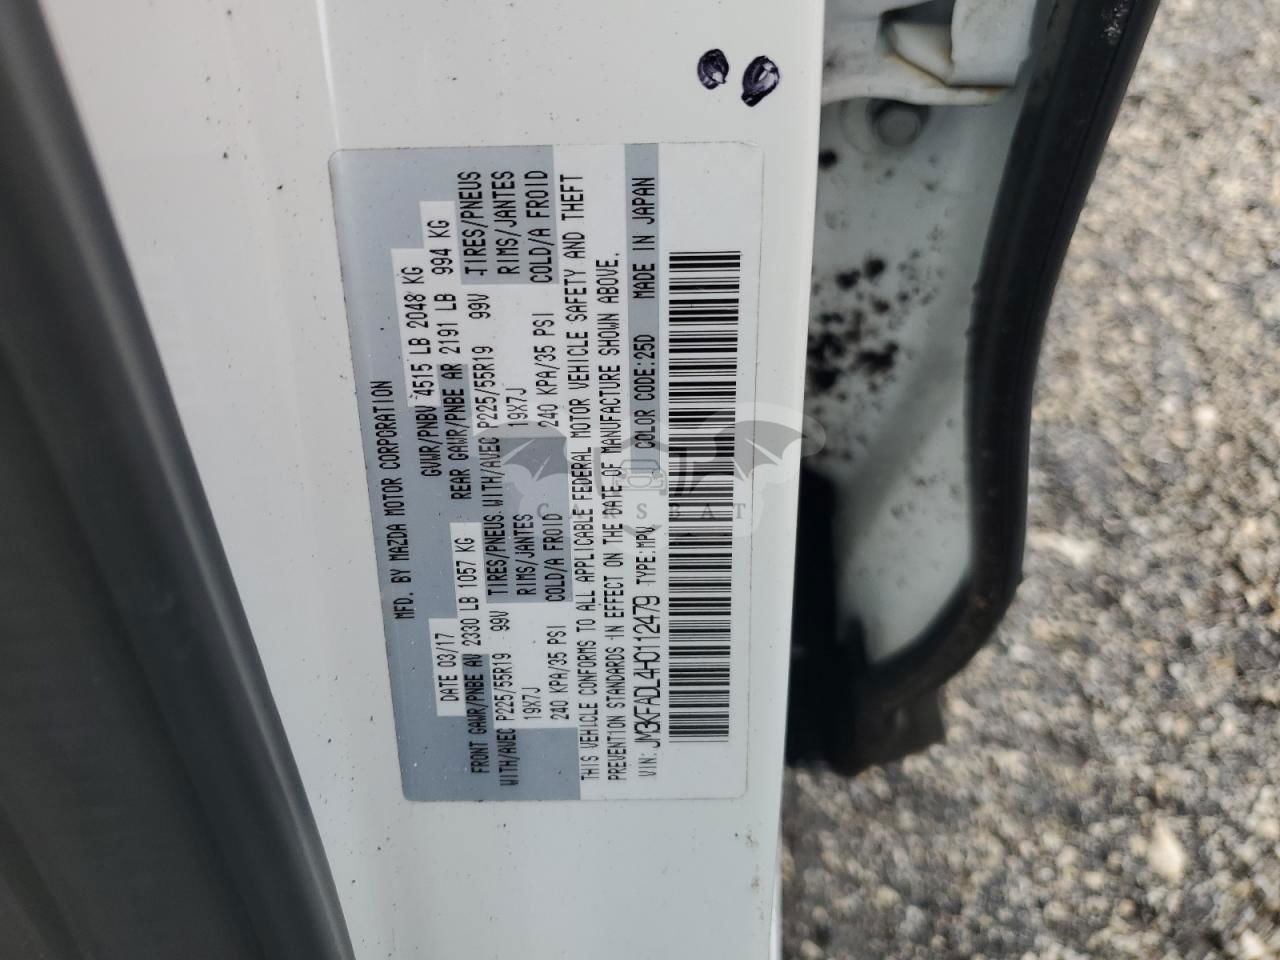 MFD. BY MAZDA MOTOR CORPORATION
DATE 03/17 GVWR/PNBV 4515 LB 2048 KG
FRONT GAWR/PNBE AV 2330 LB 1057 KG REAR GAWR/PNBE AR 2191 LB 994 KG
WITH/AVEC P225/55R19 99V TIRES/PNEUS WITH/AVEC P225/55R19 99V TIRES/PNEUS
19X7J RIMS/JANTES 19X7J RIMS/JANTES
240 KPA/35 PSI COLD/A FROID 240 KPA/35 PSI COLD/A FROID
THIS VEHICLE CONFORMS TO ALL APPLICABLE FEDERAL MOTOR VEHICLE SAFETY AND THEFT
PREVENTION STANDARDS IN EFFECT ON THE DATE OF MANUFACTURE SHOWN ABOVE.
VIN: JM3KFADL4H0112479 TYPE:MPV COLOR CODE:25D MADE IN JAPAN
CARSBAT